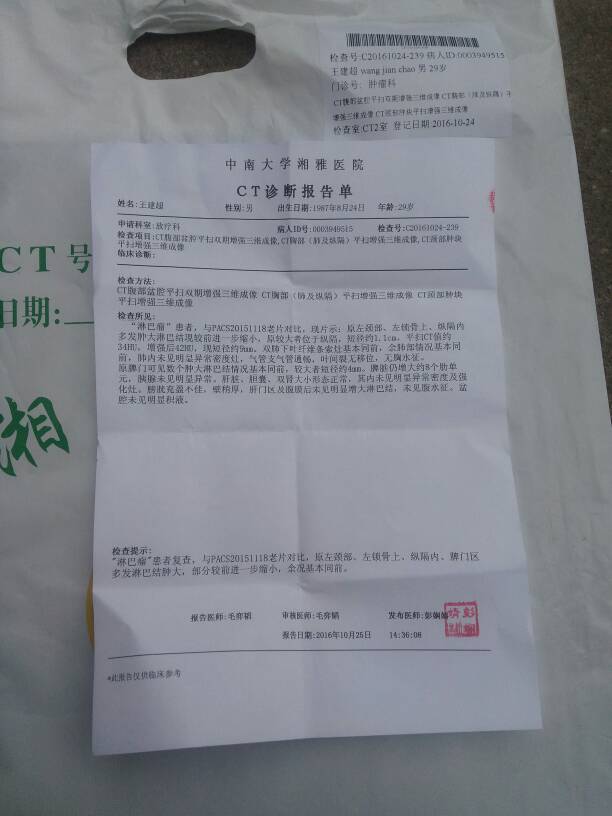 检查号:C20161024-239 病人ID:0003949515
王建超 wang jian chao 男 29岁
门诊号: 肿瘤科
CT腹部盆腔平扫双期增强三维成像 CT胸部（肺及纵隔）平
增强三维成像 CT颈部肿块平扫增强三维成像
检查室:CT2室 登记日期:2016-10-24
中南大学湘雅医院
CT诊断报告单
姓名:王建超 性别:男 出生日期:1987年8月24日 年龄:29岁
申请科室:放疗科 病人ID号:0003949515 检查号:C20161024-239
检查项目:CT腹部盆腔平扫双期增强三维成像,CT胸部（肺及纵隔）平扫增强三维成像,CT颈部肿块
平扫增强三维成像
临床诊断:
检查方法:
CT腹部盆腔平扫双期增强三维成像 CT胸部（肺及纵隔）平扫增强三维成像 CT颈部肿块
平扫增强三维成像
检查所见:
“淋巴瘤”患者，与PACS20151118老片对比，现片示：原左颈部、左锁骨上、纵隔内
多发肿大淋巴结现较前进一步缩小，原较大者位于纵隔，短径约1.1cm，平扫CT值约
34HU，增强后42HU，现短径约9mm。双肺下叶纤维条索灶基本同前，余肺部情况基本同
前，肺内未见明显异常密度灶，气管支气管通畅，叶间裂无移位，无胸水征。
原脾门可见数个肿大淋巴结情况基本同前，较大者短径约4mm。脾脏仍增大约8个肋单
元，胰腺未见明显异常。肝脏、胆囊、双肾大小形态正常，其内未见明显异常密度及强
化灶。膀胱充盈不佳，壁稍厚，肝门区及腹膜后未见明显增大淋巴结，未见腹水征。盆
腔未见明显积液。
检查提示:
"淋巴瘤"患者复查，与PACS20151118老片对比，原左颈部、左锁骨上、纵隔内、脾门区
多发淋巴结肿大，部分较前进一步缩小，余况基本同前。
报告医师:毛弈韬 审核医师:毛弈韬 发布医师:彭娴婧
报告日期:2016年10月25日 14:36:08
*此报告仅供临床参考
CT号
日期:
湘